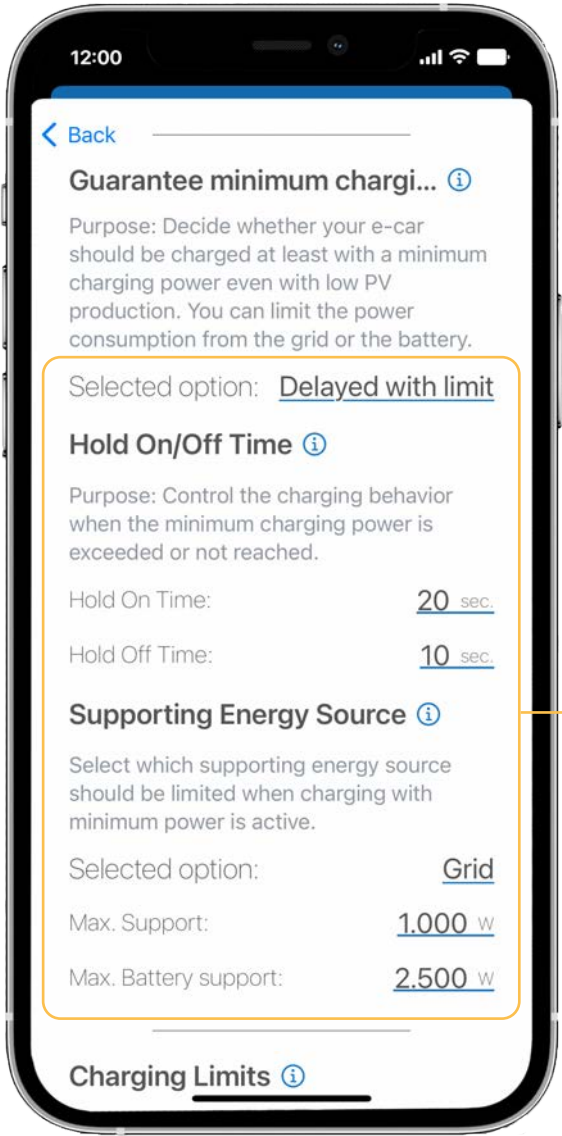 12:00
Back
Guarantee minimum chargi...
Purpose: Decide whether your e-car
should be charged at least with a minimum
charging power even with low PV
production. You can limit the power
consumption from the grid or the battery.
Selected option: Delayed with limit
Hold On/Off Time
Purpose: Control the charging behavior
when the minimum charging power is
exceeded or not reached.
Hold On Time: 20 sec.
Hold Off Time: 10 sec.
Supporting Energy Source
Select which supporting energy source
should be limited when charging with
minimum power is active.
Selected option: Grid
Max. Support: 1.000 W
Max. Battery support: 2.500 W
Charging Limits